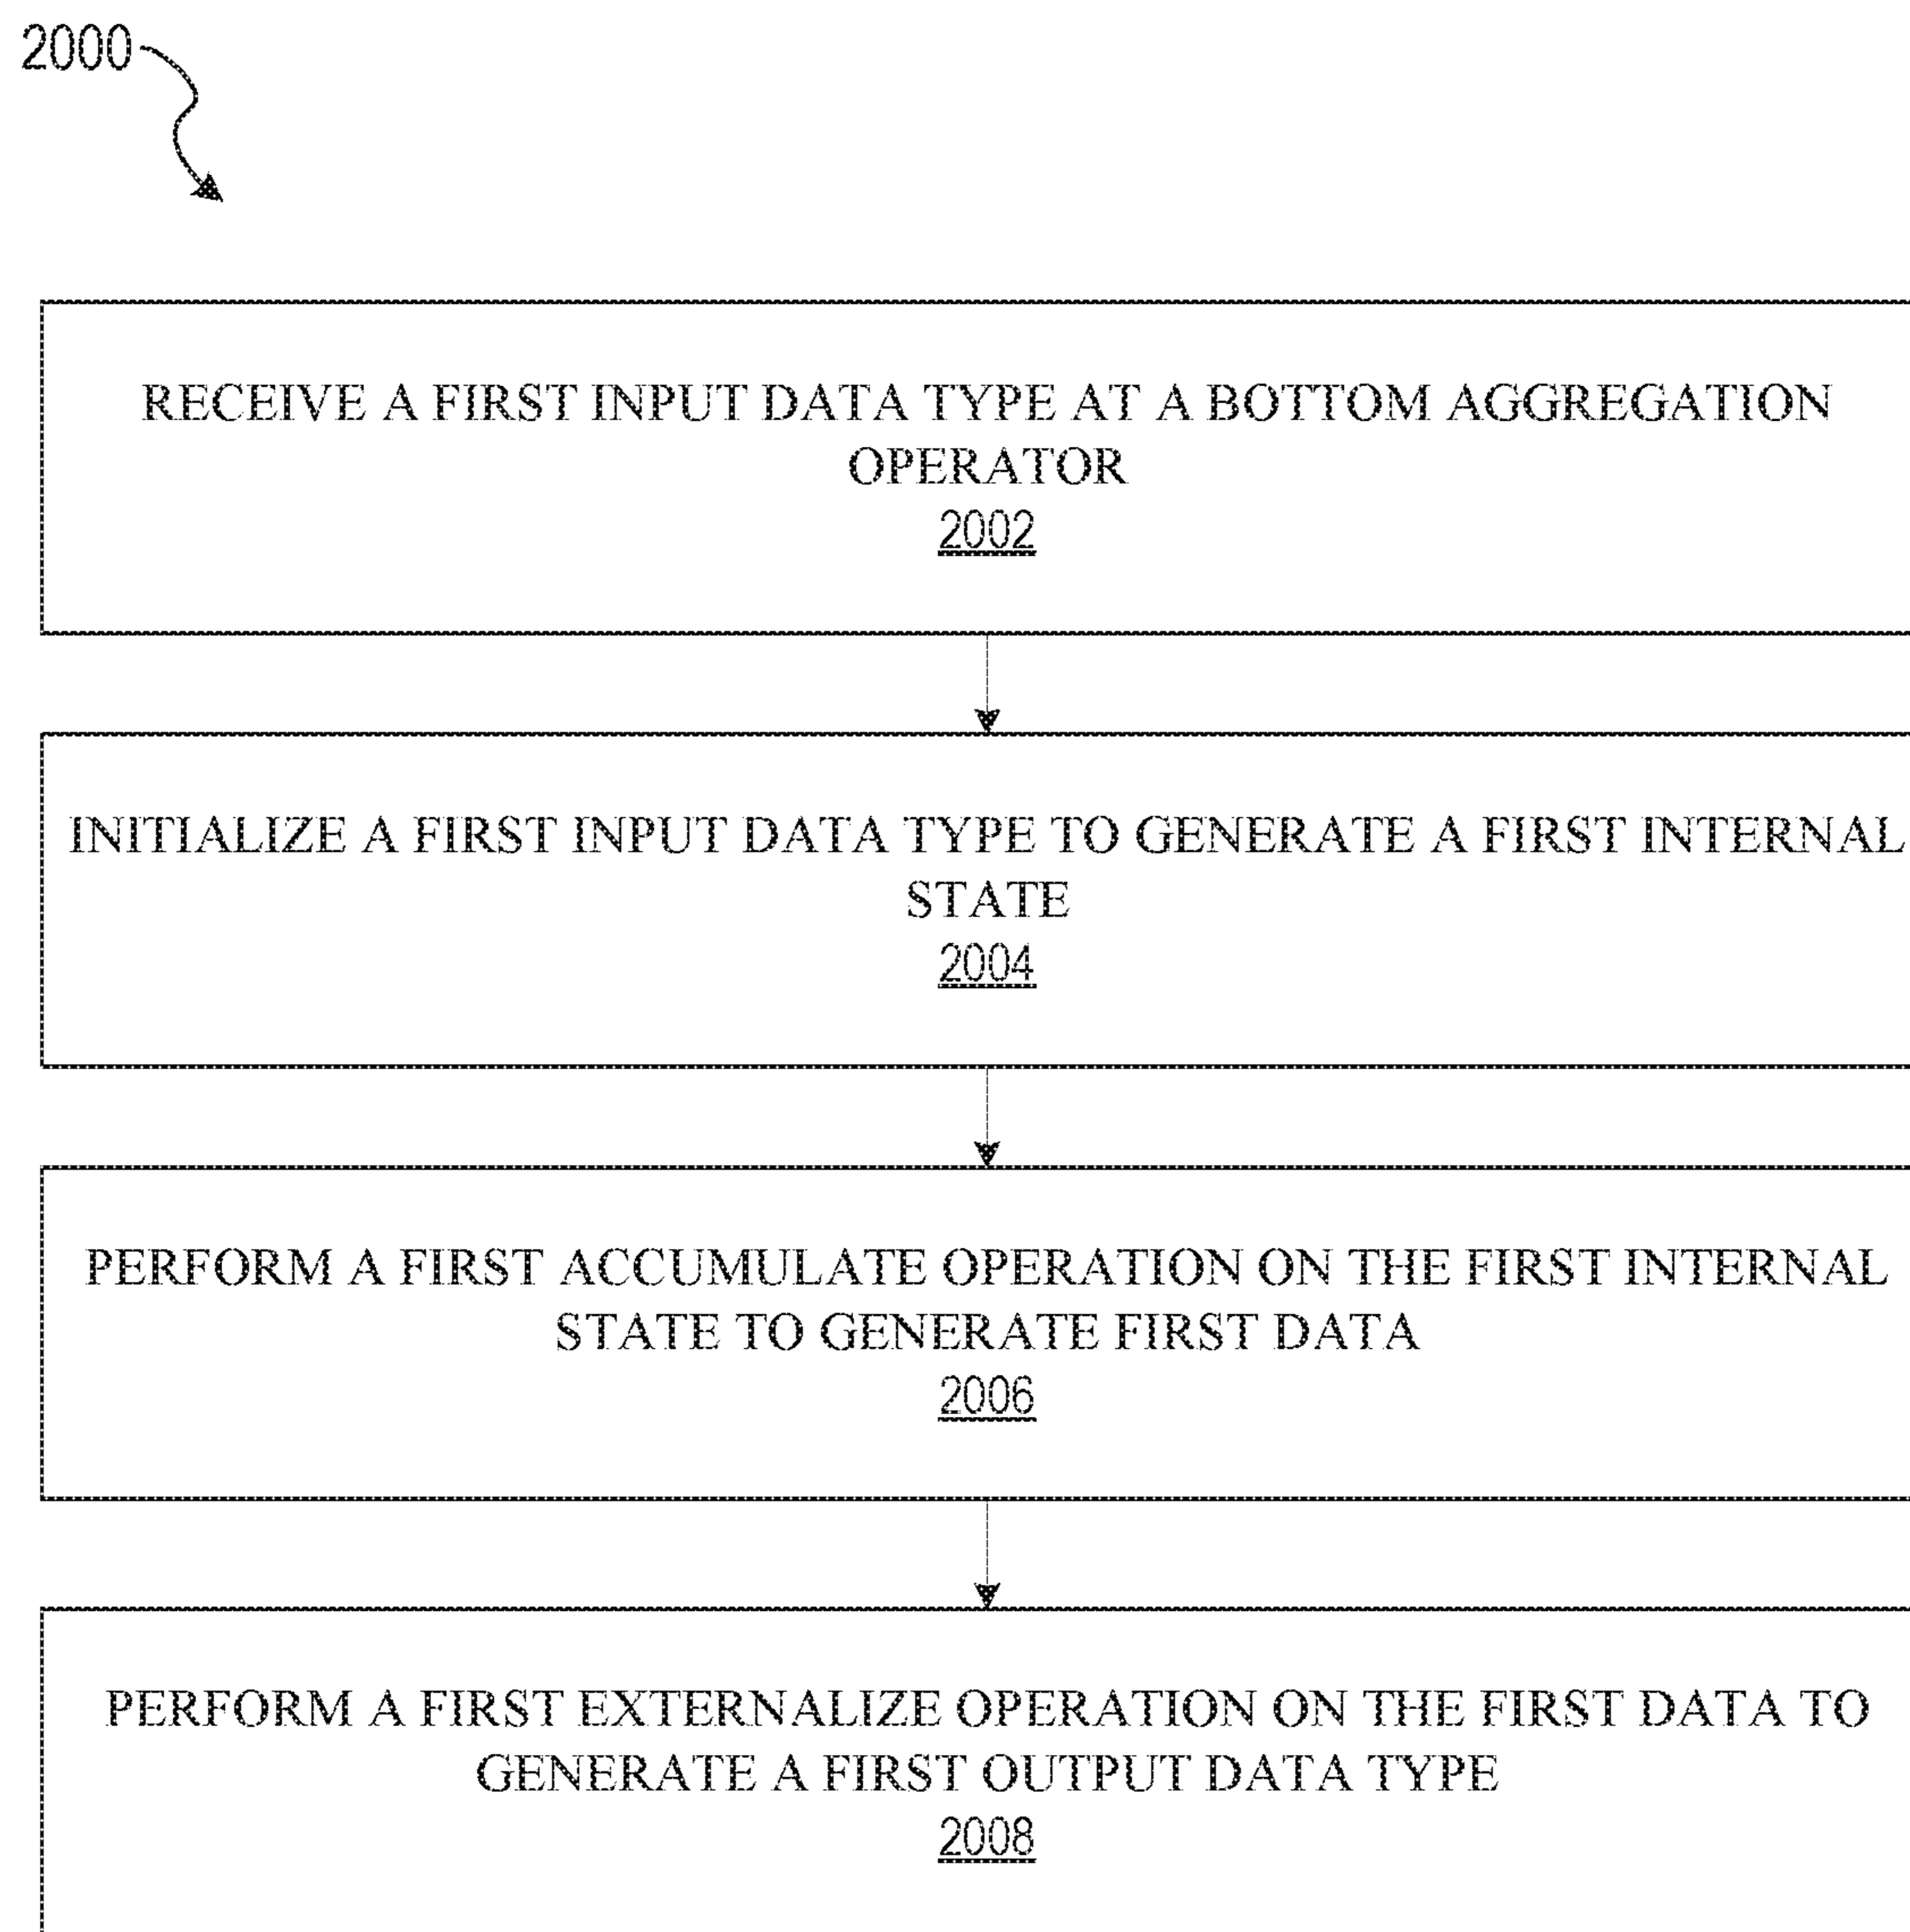 2000
RECEIVE A FIRST INPUT DATA TYPE AT A BOTTOM AGGREGATION
OPERATOR
2002
INITIALIZE A FIRST INPUT DATA TYPE TO GENERATE A FIRST INTERNAL
STATE
2004
PERFORM A FIRST ACCUMULATE OPERATION ON THE FIRST INTERNAL
STATE TO GENERATE FIRST DATA
2006
PERFORM A FIRST EXTERNALIZE OPERATION ON THE FIRST DATA TO
GENERATE A FIRST OUTPUT DATA TYPE
2008